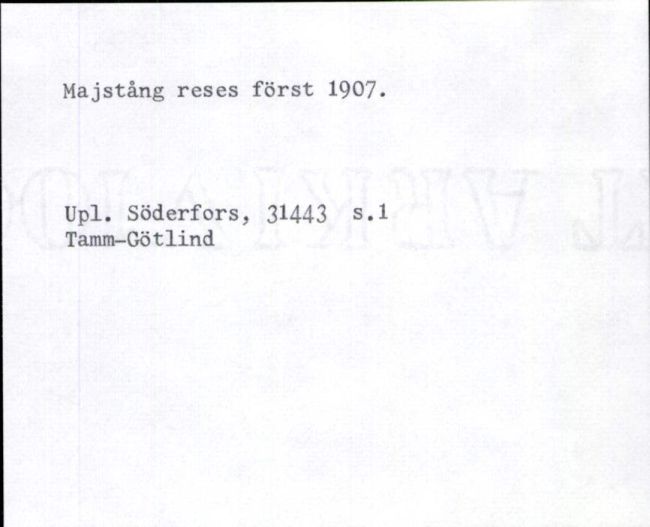 Majstång reses först 1907.
Upl. Söderfors, 31443 s.1
Tamm-Götlind